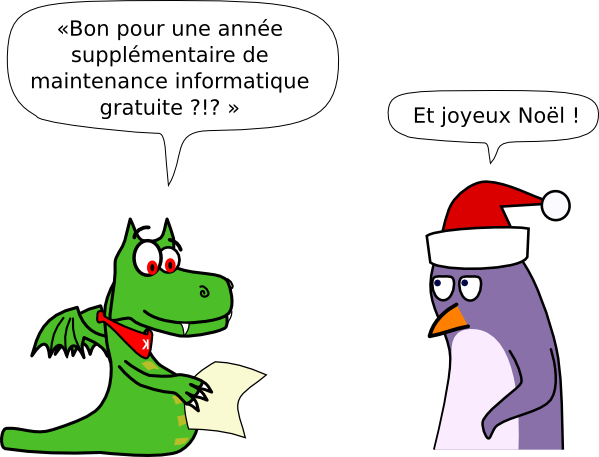 «Bon pour une année
supplémentaire de
maintenance informatique
gratuite ?!? »
Et joyeux Noël !
K